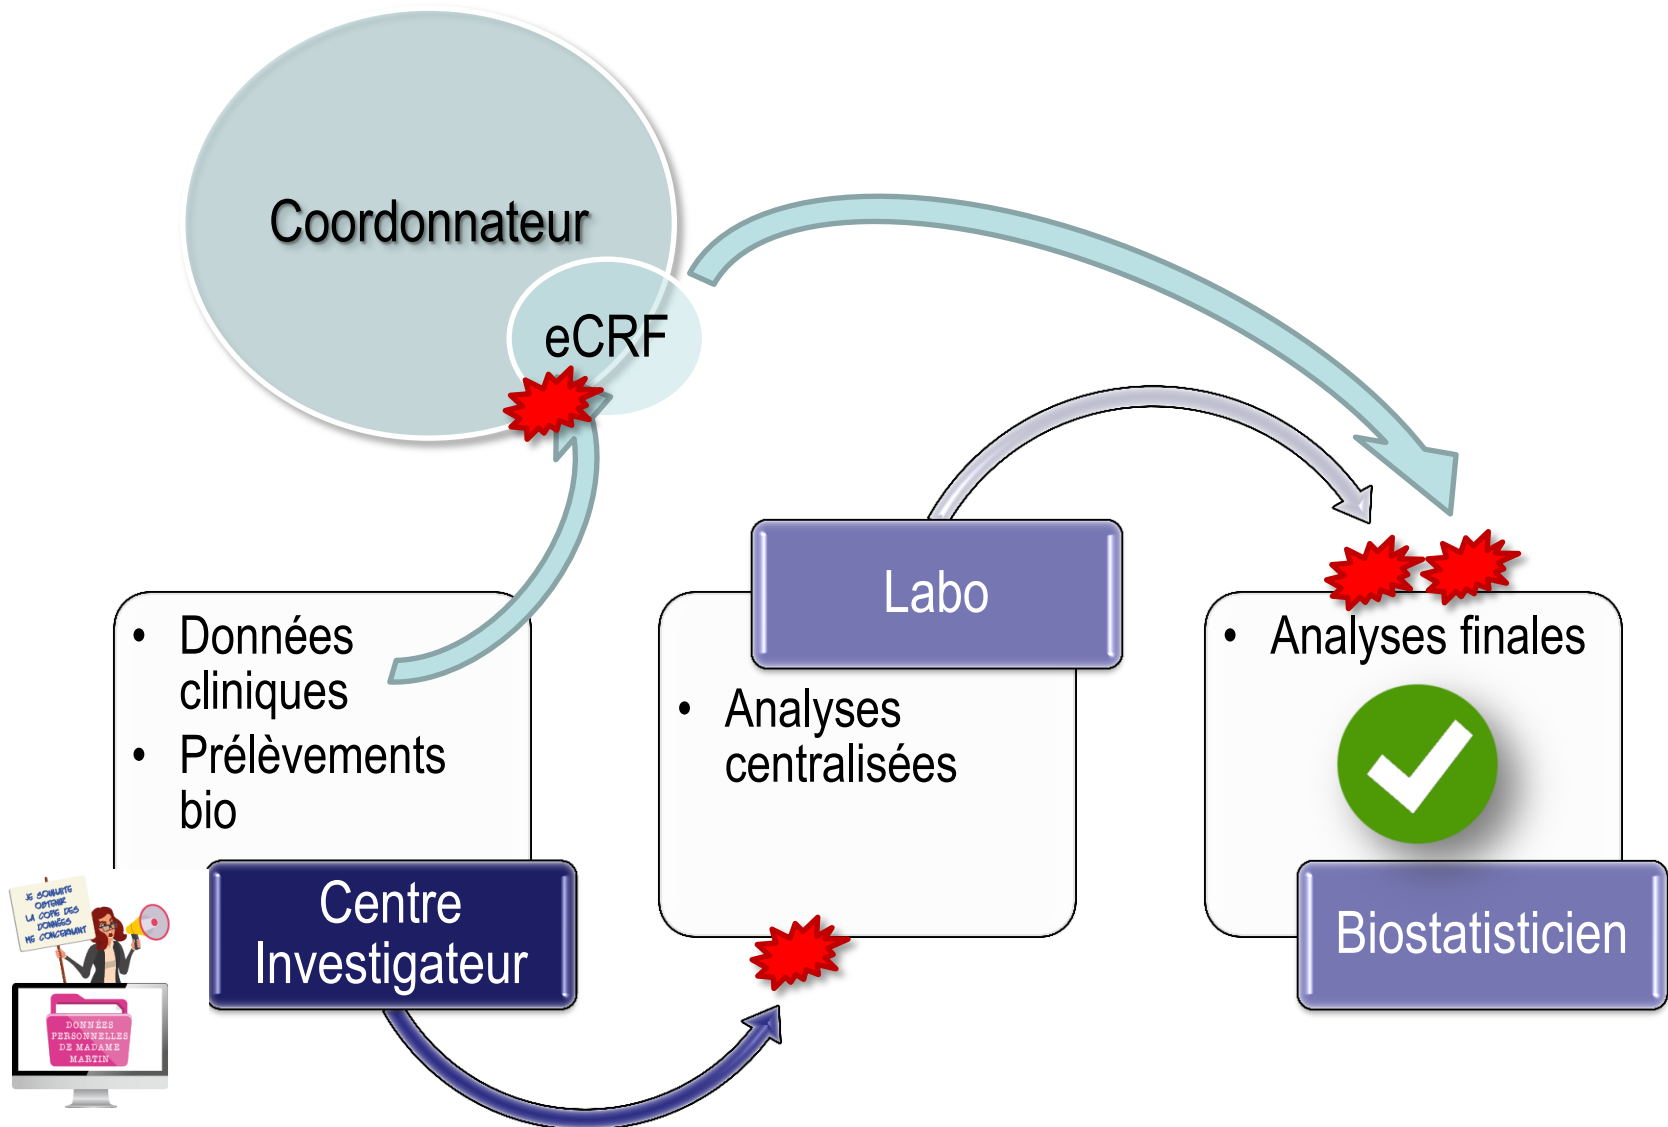 Coordonnateur
eCRF
Labo
• Données
cliniques
• Prélèvements
bio
• Analyses
centralisées
• Analyses finales
Centre
Investigateur
Biostatisticien
JE SOUHAITE
OBTENIR
LA COPIE DES
DONNÉES
ME CONCERNANT
DONNÉES
PERSONNELLES
DE MADAME
MARTIN